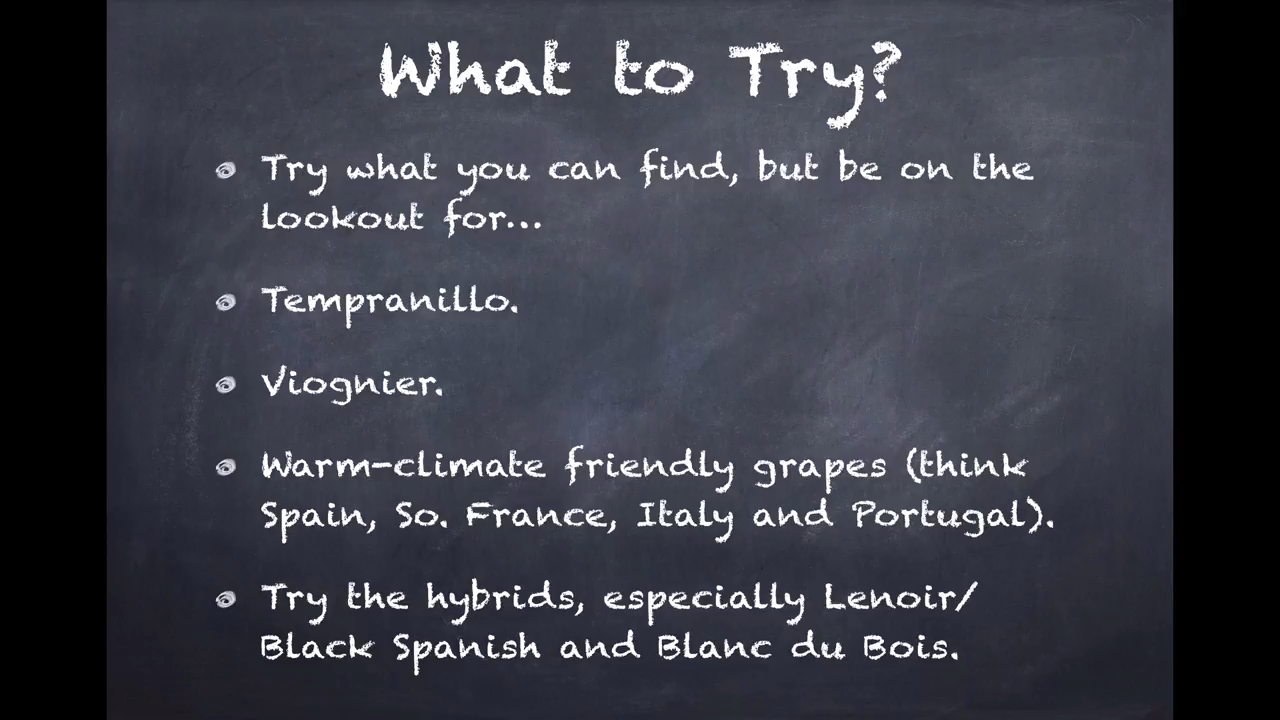 What to Try?
Try what you can find, but be on the
lookout for...
Tempranillo.
Viognier.
Warm-climate friendly grapes (think
Spain, So. France, Italy and Portugal).
Try the hybrids, especially Lenoir/
Black Spanish and Blanc du Bois.